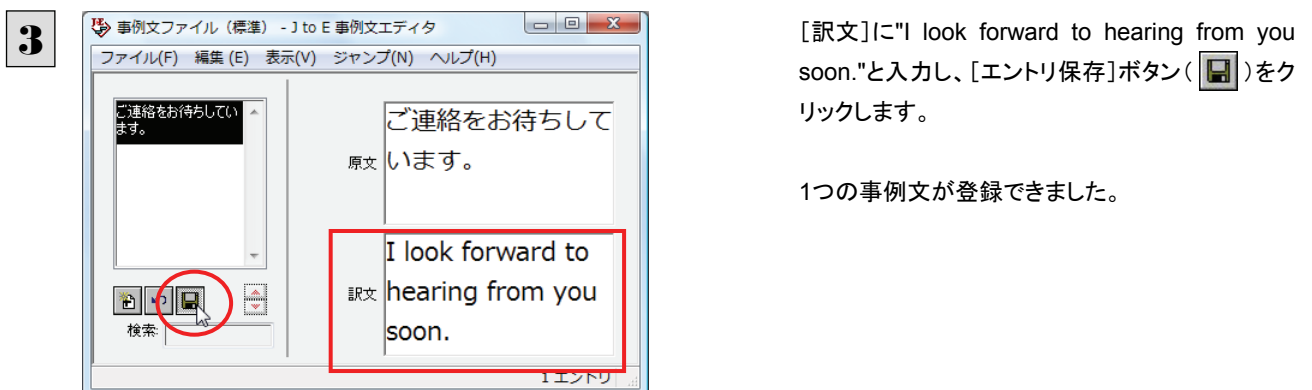 3
事例文ファイル（標準） - J to E 事例文エディタ
ファイル(F) 編集(E) 表示(V) ジャンプ(N) ヘルプ(H)
ご連絡をお待ちしてい
ます。
検索:
原文
ご連絡をお待ちして
います。
訳文
I look forward to
hearing from you
soon.
1 エントリ
［訳文］に"I look forward to hearing from you
soon."と入力し、［エントリ保存］ボタン（ ）をク
リックします。
1つの事例文が登録できました。